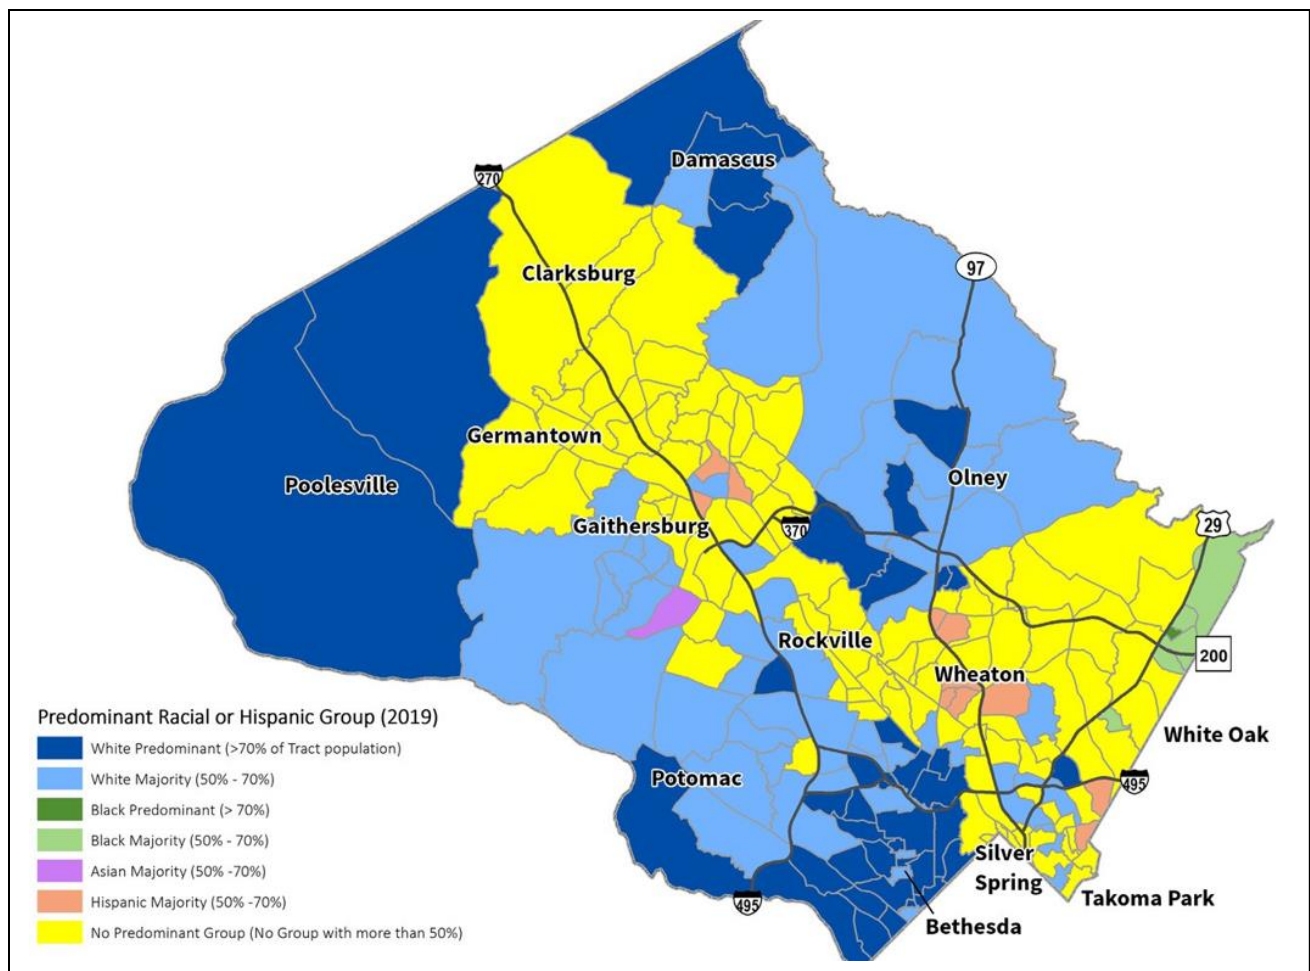 Damascus
270
Clarksburg
97
Germantown
Poolesville
Olney
Gaithersburg
370
29
Rockville
200
Wheaton
White Oak
Potomac
495
Silver
Spring
Takoma Park
495
Bethesda
Predominant Racial or Hispanic Group (2019)
White Predominant (>70% of Tract population)
White Majority (50% - 70%)
Black Predominant (> 70%)
Black Majority (50% - 70%)
Asian Majority (50% -70%)
Hispanic Majority (50% -70%)
No Predominant Group (No Group with more than 50%)